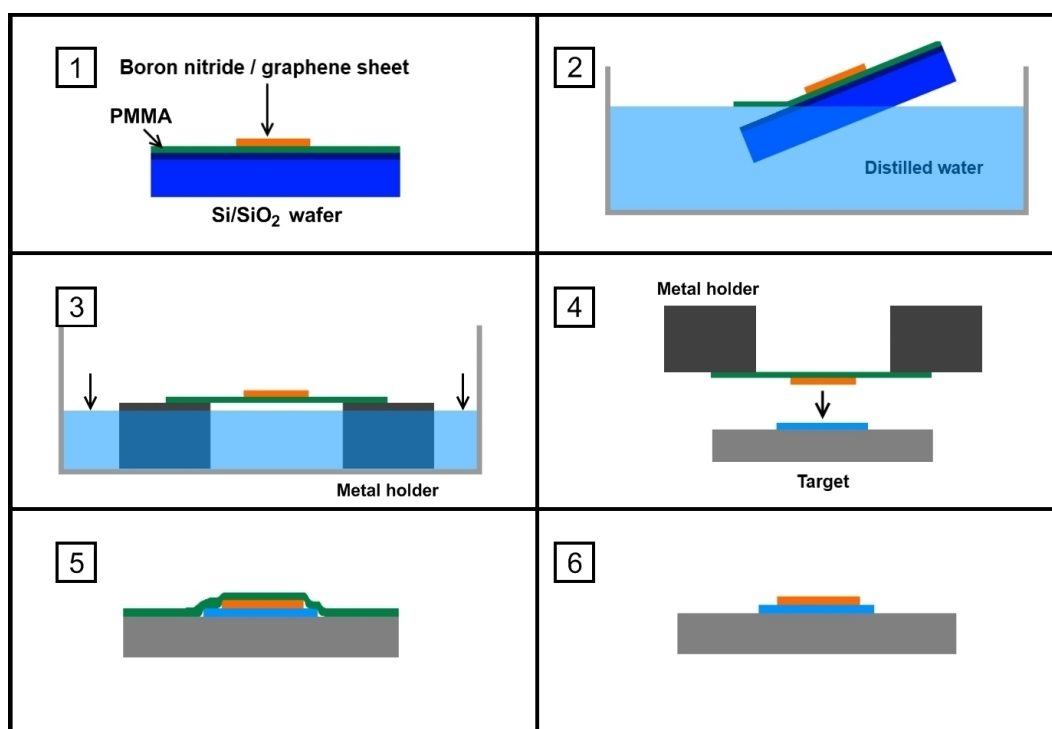 1
Boron nitride / graphene sheet
PMMA
Si/SiO₂ wafer
2
Distilled water
3
Metal holder
4
Metal holder
Target
5
6